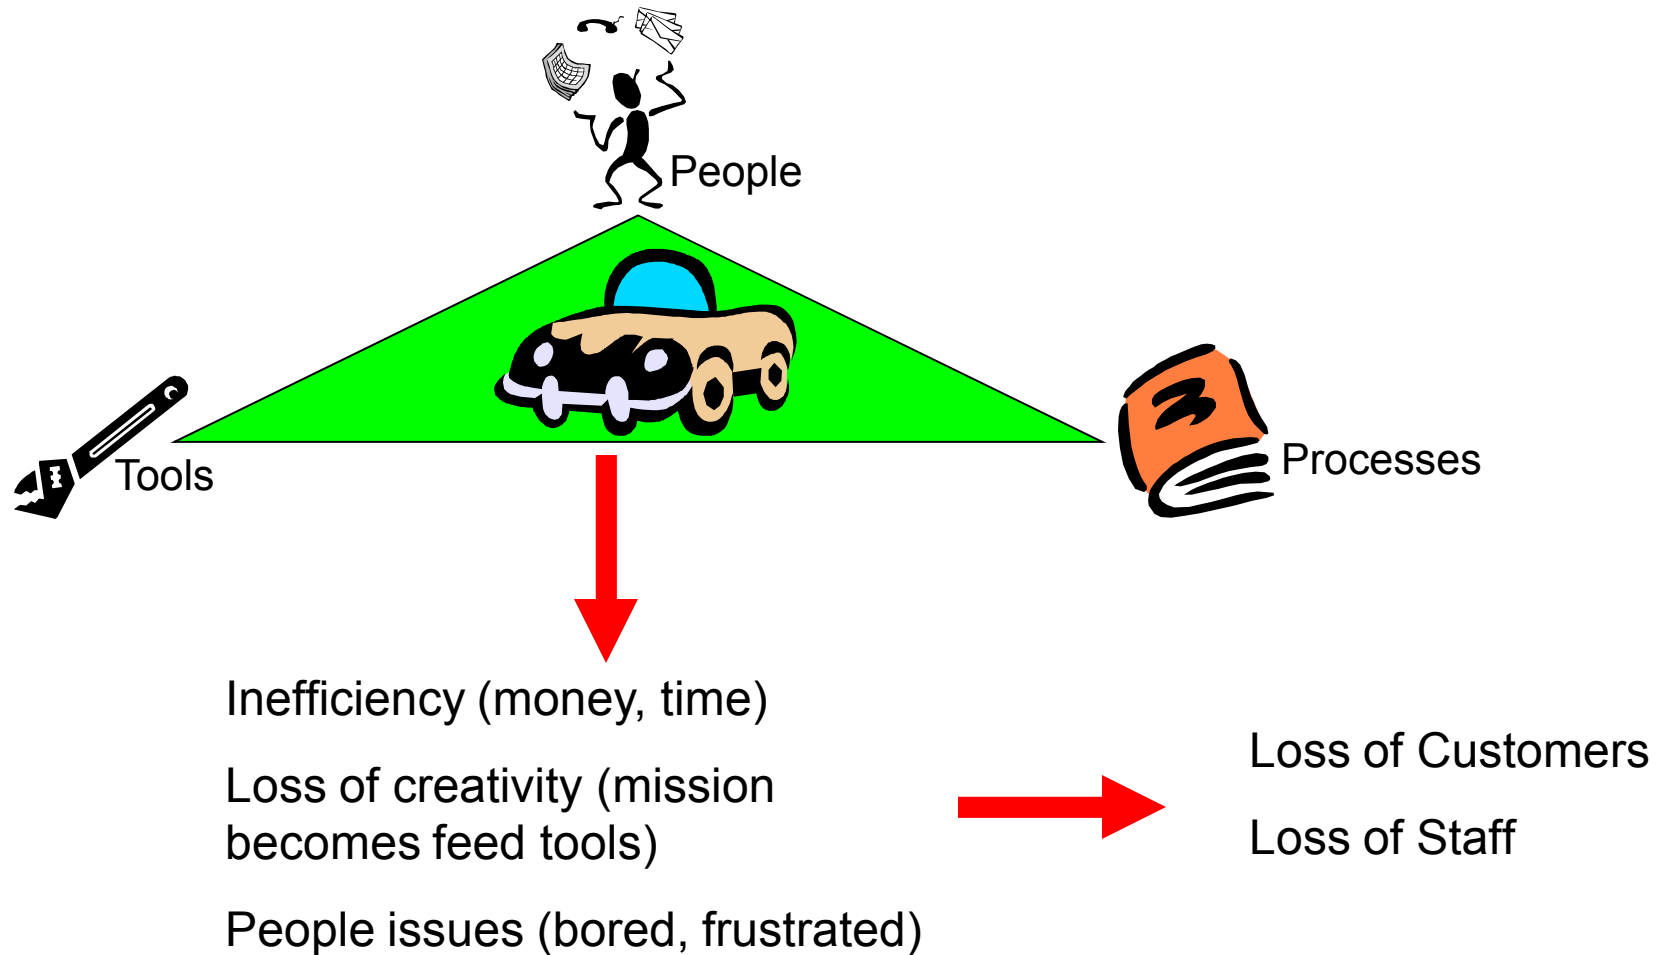 People
Tools
Processes
Inefficiency (money, time)
Loss of creativity (mission
becomes feed tools)
People issues (bored, frustrated)
Loss of Customers
Loss of Staff